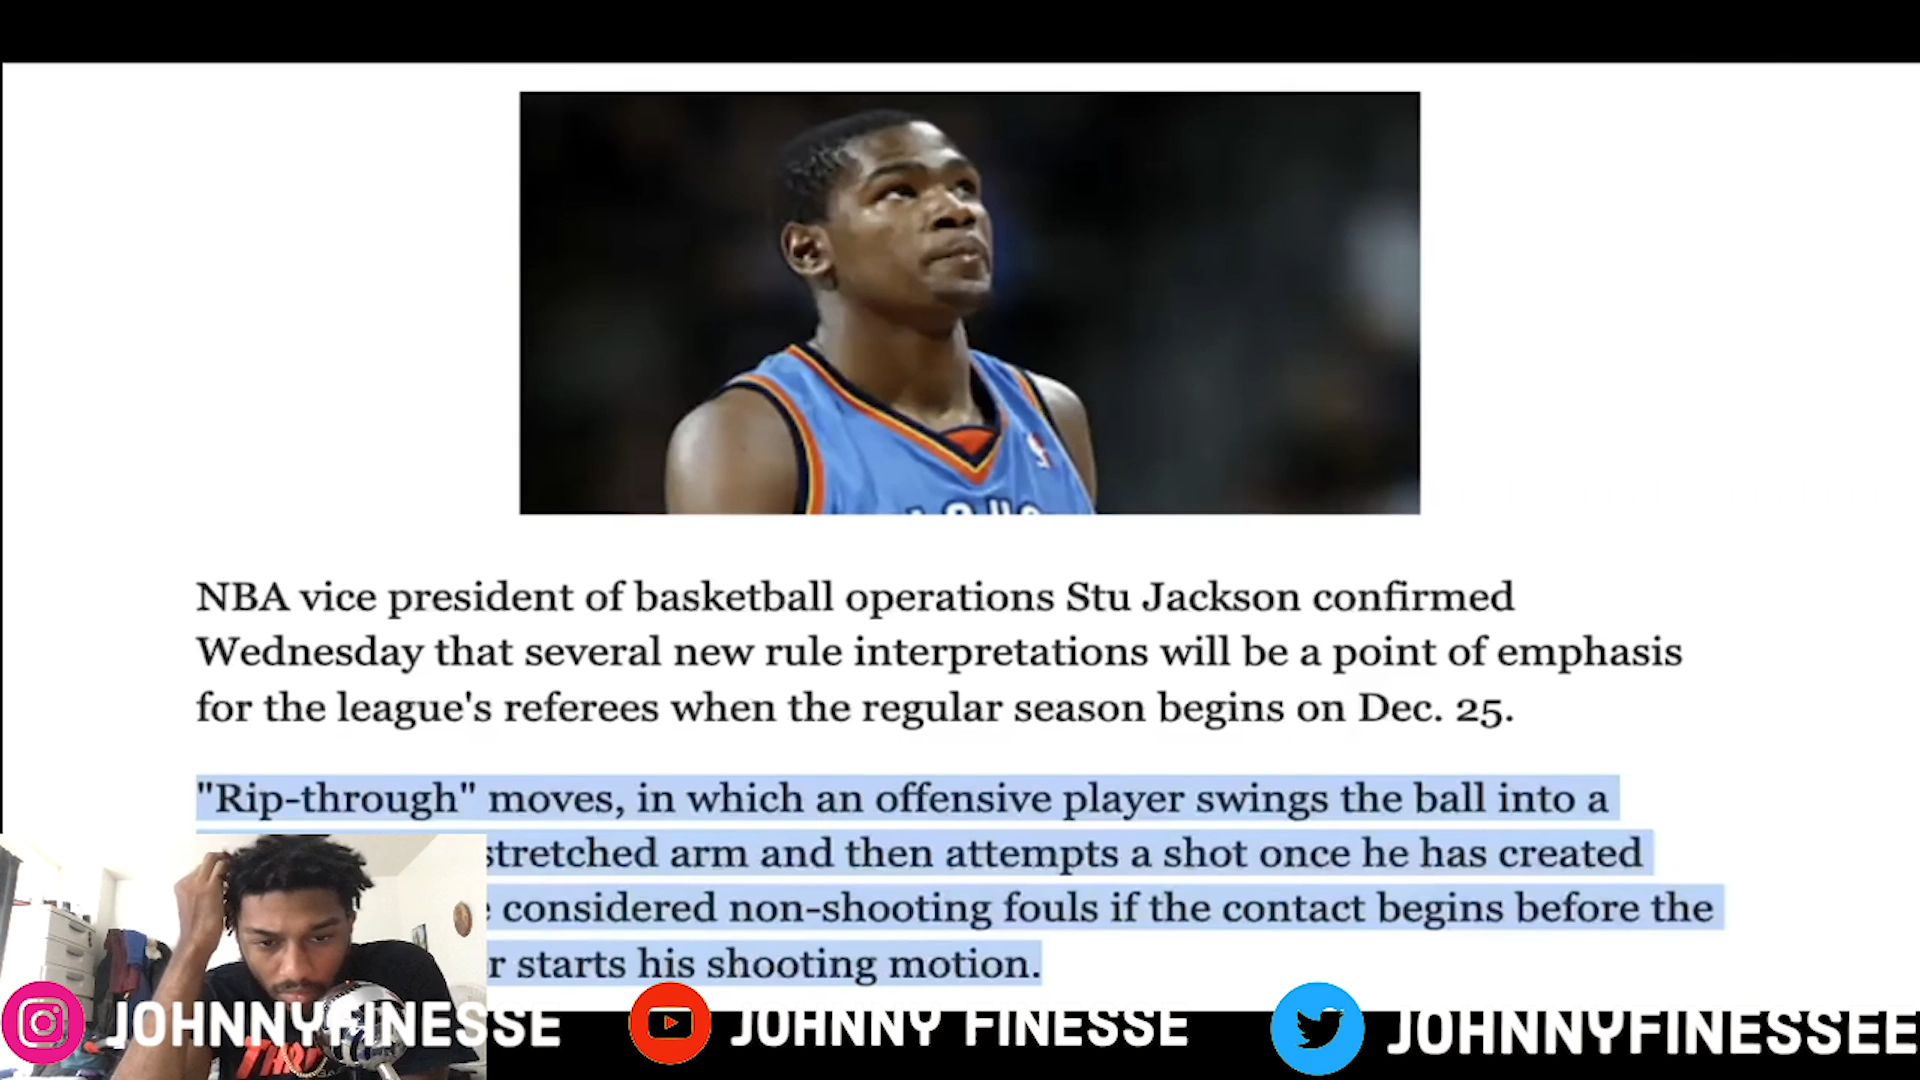 NBA vice president of basketball operations Stu Jackson confirmed
Wednesday that several new rule interpretations will be a point of emphasis
for the league's referees when the regular season begins on Dec. 25.
"Rip-through" moves, in which an offensive player swings the ball into a
stretched arm and then attempts a shot once he has created
considered non-shooting fouls if the contact begins before the
r starts his shooting motion.
JOHNNYFINESSE
JOHNNY FINESSE
JOHNNYFINESSEE